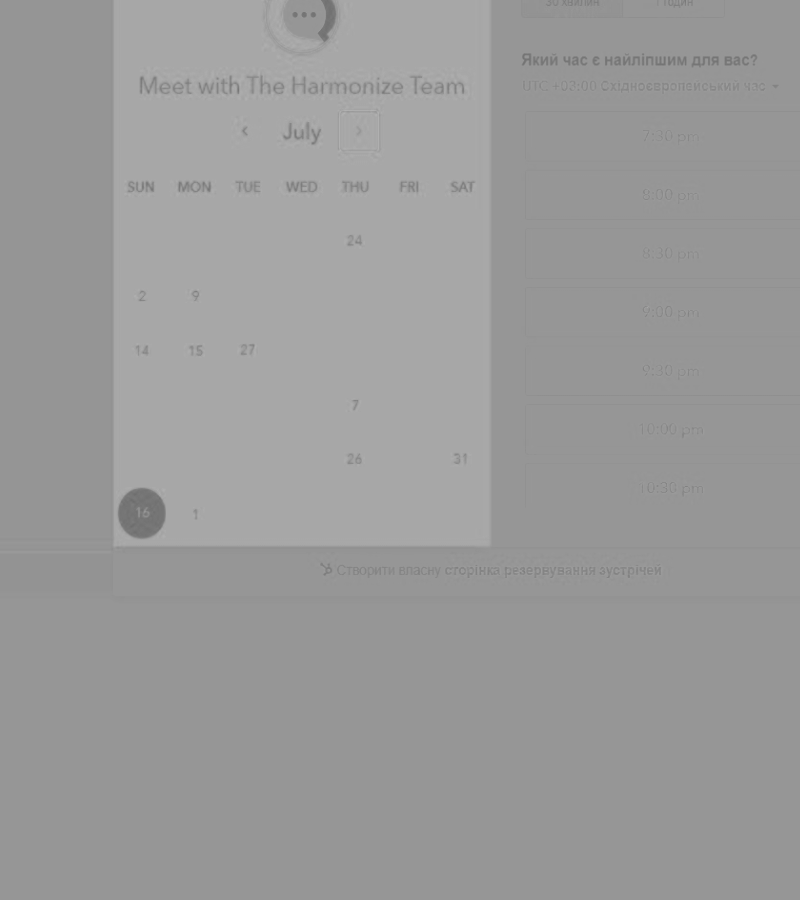 30 хвилин 1 годин
Meet with The Harmonize Team
July
SUN MON TUE WED THU FRI SAT
24
2 9
14 15 27
7
26 31
16 1
Який час є найліпшим для вас?
UTC +03:00 Східноєвропейський час
7:30 pm
8:00 pm
8:30 pm
9:00 pm
9:30 pm
10:00 pm
10:30 pm
Створити власну сторінка резервування зустрічей